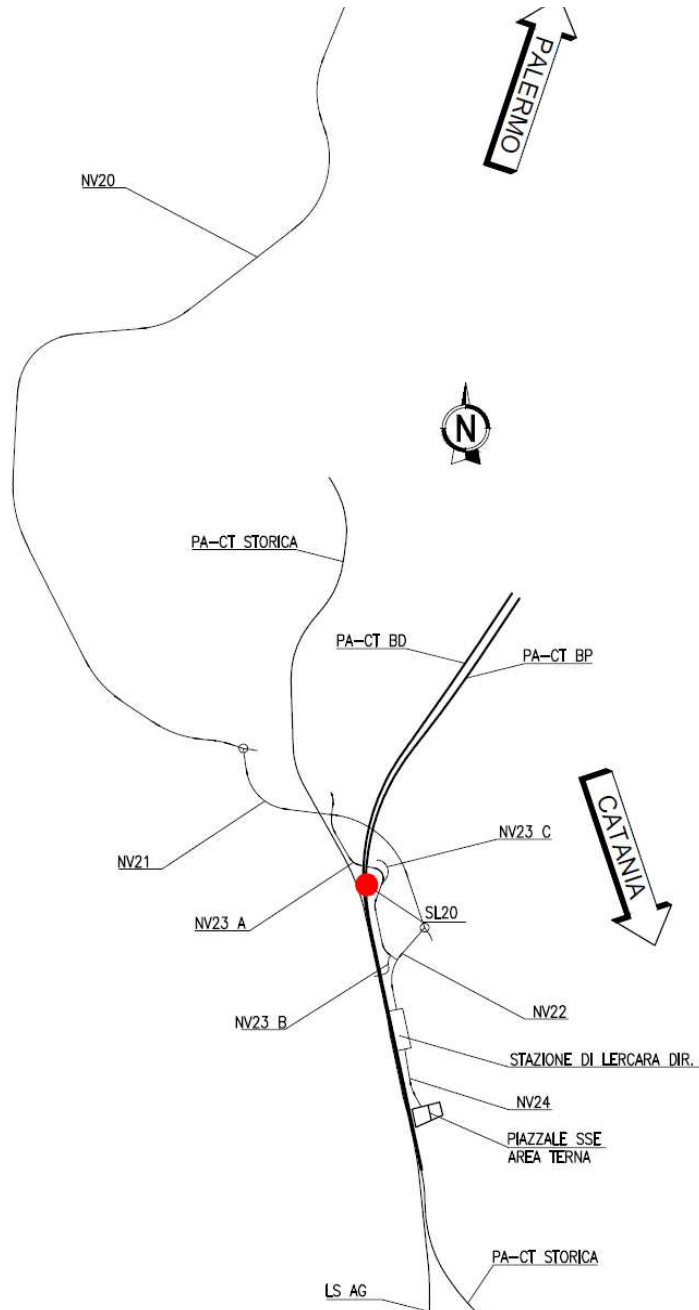 PALERMO
NV20
N
PA-CT STORICA
PA-CT BD
PA-CT BP
CATANIA
NV23 C
NV21
SL20
NV23 A
NV22
NV23 B
STAZIONE DI LERCARA DIR.
NV24
PIAZZALE SSE
AREA TERNA
PA-CT STORICA
LS AG